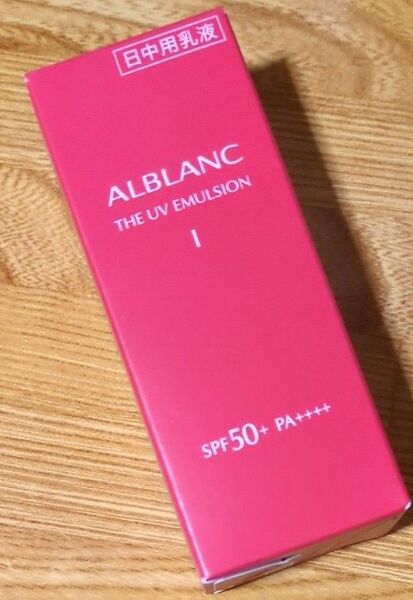 日中用乳液
ALBLANC
THE UV EMULSION
I
SPF50+ PA++++